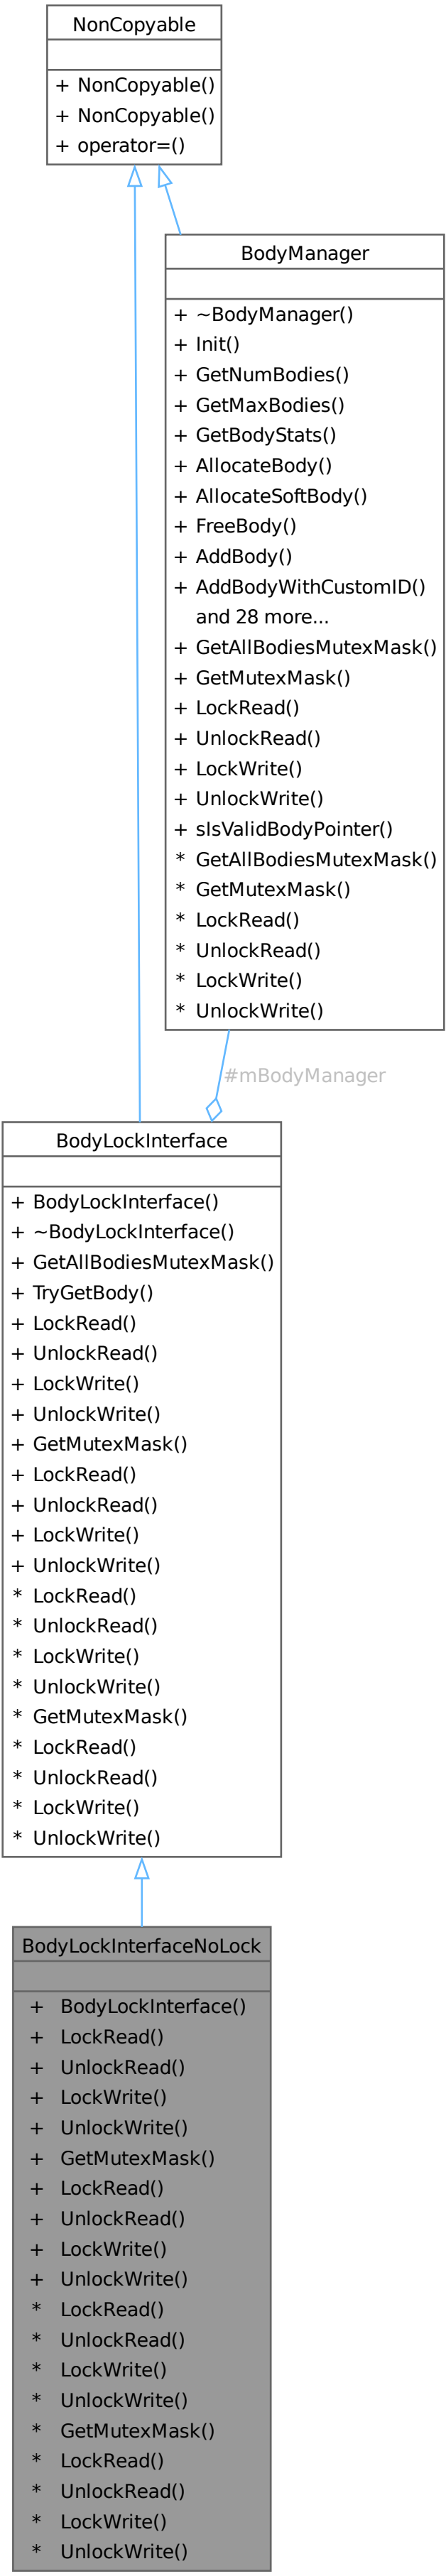 NonCopyable
+ NonCopyable()
+ NonCopyable()
+ operator=()
BodyManager
+ ~BodyManager()
+ Init()
+ GetNumBodies()
+ GetMaxBodies()
+ GetBodyStats()
+ AllocateBody()
+ AllocateSoftBody()
+ FreeBody()
+ AddBody()
+ AddBodyWithCustomID()
and 28 more...
+ GetAllBodiesMutexMask()
+ GetMutexMask()
+ LockRead()
+ UnlockRead()
+ LockWrite()
+ UnlockWrite()
+ sIsValidBodyPointer()
* GetAllBodiesMutexMask()
* GetMutexMask()
* LockRead()
* UnlockRead()
* LockWrite()
* UnlockWrite()
#mBodyManager
BodyLockInterface
+ BodyLockInterface()
+ ~BodyLockInterface()
+ GetAllBodiesMutexMask()
+ TryGetBody()
+ LockRead()
+ UnlockRead()
+ LockWrite()
+ UnlockWrite()
+ GetMutexMask()
+ LockRead()
+ UnlockRead()
+ LockWrite()
+ UnlockWrite()
* LockRead()
* UnlockRead()
* LockWrite()
* UnlockWrite()
* GetMutexMask()
* LockRead()
* UnlockRead()
* LockWrite()
* UnlockWrite()
BodyLockInterfaceNoLock
+ BodyLockInterface()
+ LockRead()
+ UnlockRead()
+ LockWrite()
+ UnlockWrite()
+ GetMutexMask()
+ LockRead()
+ UnlockRead()
+ LockWrite()
+ UnlockWrite()
* LockRead()
* UnlockRead()
* LockWrite()
* UnlockWrite()
* GetMutexMask()
* LockRead()
* UnlockRead()
* LockWrite()
* UnlockWrite()